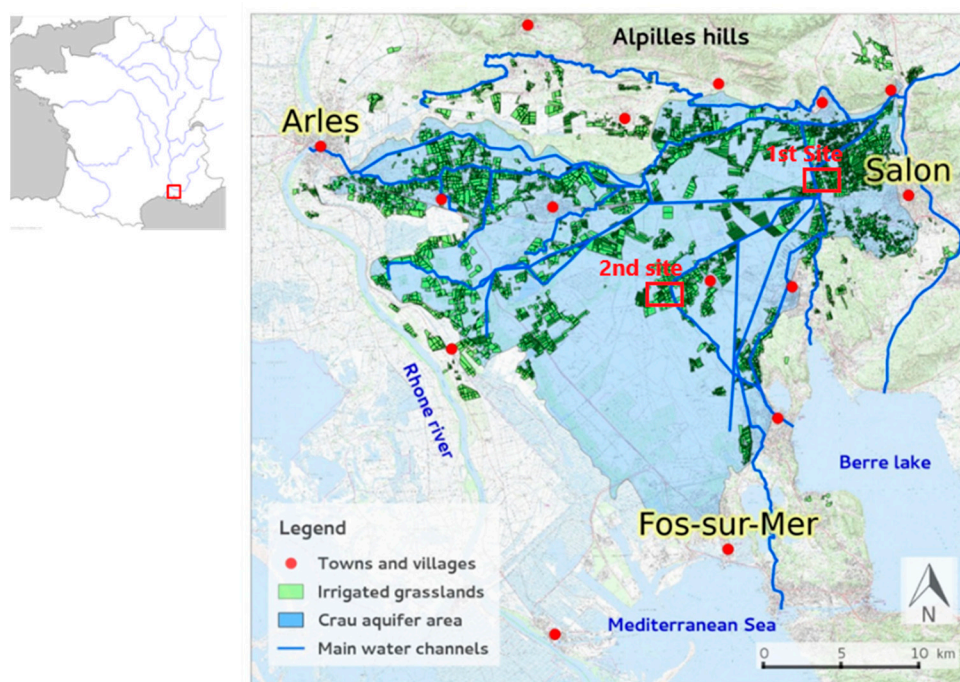 Alpilles hills
Arles
1st Site
Salon
2nd site
Rhone river
Berre lake
Fos-sur-Mer
Legend
Towns and villages
Irrigated grasslands
Crau aquifer area
Main water channels
Mediterranean Sea
N
0 5 10 km